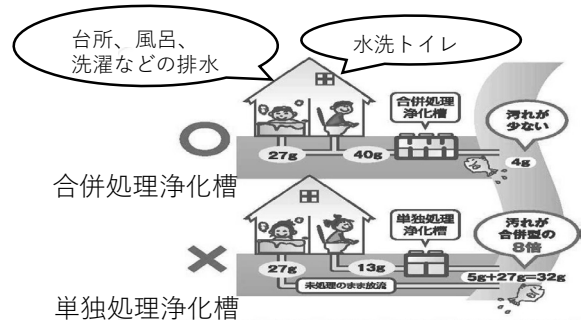 台所、風呂、
洗濯などの排水
水洗トイレ
合併処理
浄化槽
汚れが
少ない
27g
40g
4g
合併処理浄化槽
単独処理
浄化槽
汚れが
合併型の
8倍
27g
13g
5g+27g=32g
未処理のまま放流
単独処理浄化槽